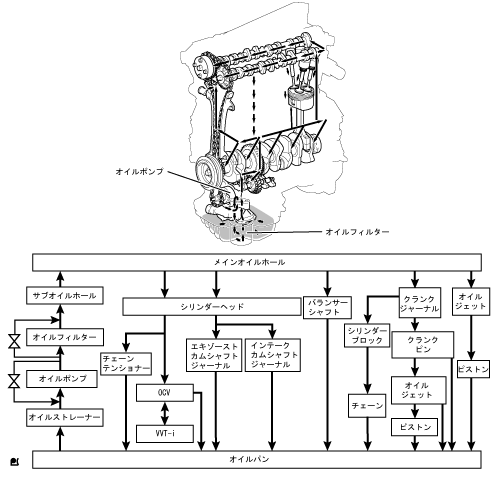 オイルポンプ
オイルフィルター
メインオイルホール
サブオイルホール
シリンダーヘッド
バランサー
シャフト
クランク
ジャーナル
オイル
ジェット
オイルフィルター
チェーン
テンショナー
エキゾースト
カムシャフト
ジャーナル
インテーク
カムシャフト
ジャーナル
シリンダー
ブロック
クランク
ピン
オイルポンプ
OCV
オイル
ジェット
ピストン
オイルストレーナー
VVT-i
チェーン
ピストン
オイルパン